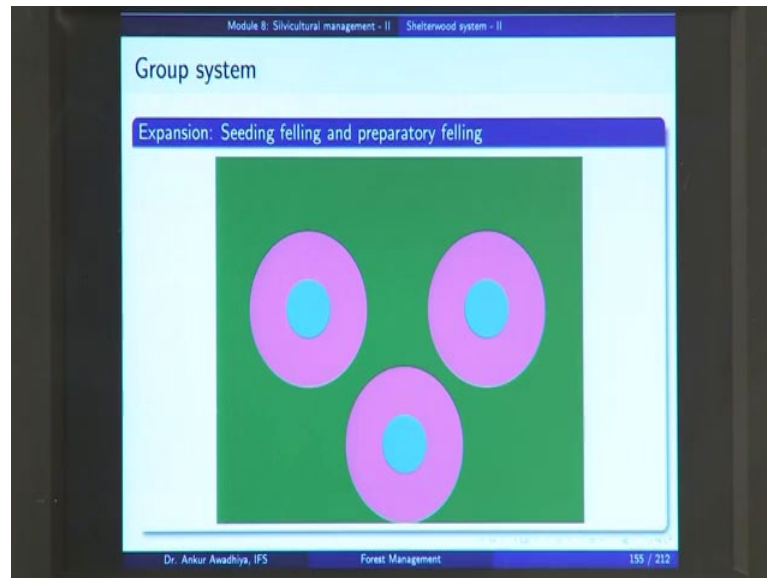 Module 8: Silvicultural management - II Shelterwood system - II
Group system
Expansion: Seeding felling and preparatory felling
Dr. Ankur Awadhiya, IFS Forest Management 155 / 212